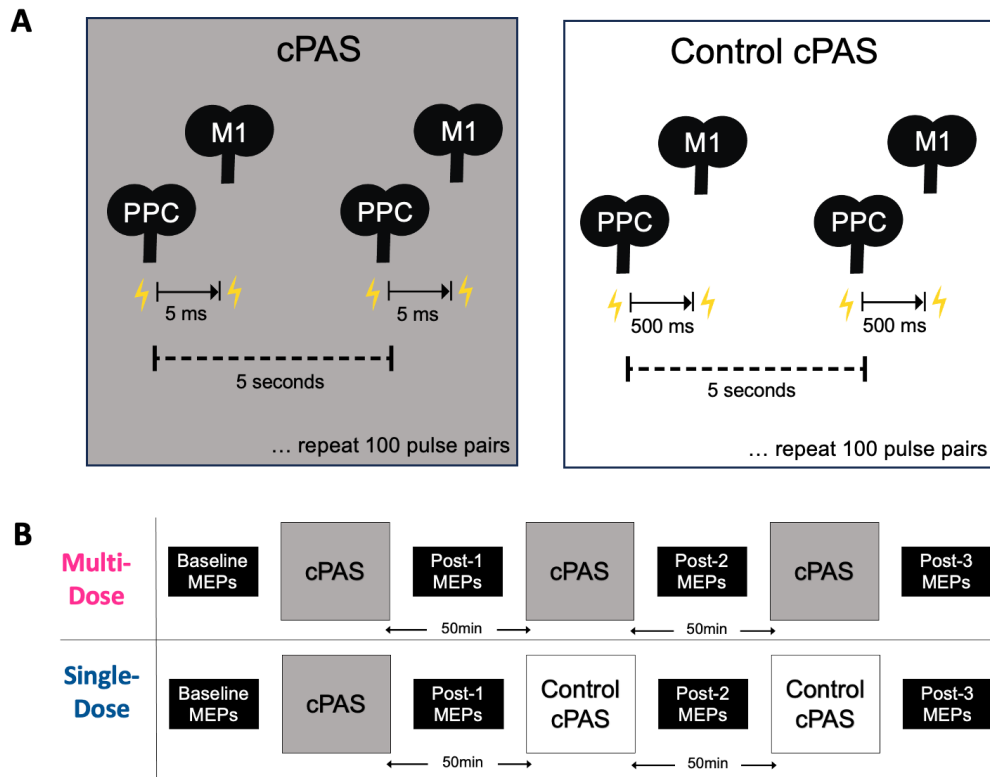 A
cPAS
M1
M1
PPC
PPC
5 ms
5 ms
5 seconds
... repeat 100 pulse pairs
Control cPAS
M1
M1
PPC
PPC
500 ms
500 ms
5 seconds
... repeat 100 pulse pairs
B
Multi-
Dose
Baseline
MEPs
cPAS
Post-1
MEPs
cPAS
Post-2
MEPs
cPAS
Post-3
MEPs
50min
50min
Single-
Dose
Baseline
MEPs
cPAS
Post-1
MEPs
Control
cPAS
Post-2
MEPs
Control
cPAS
Post-3
MEPs
50min
50min